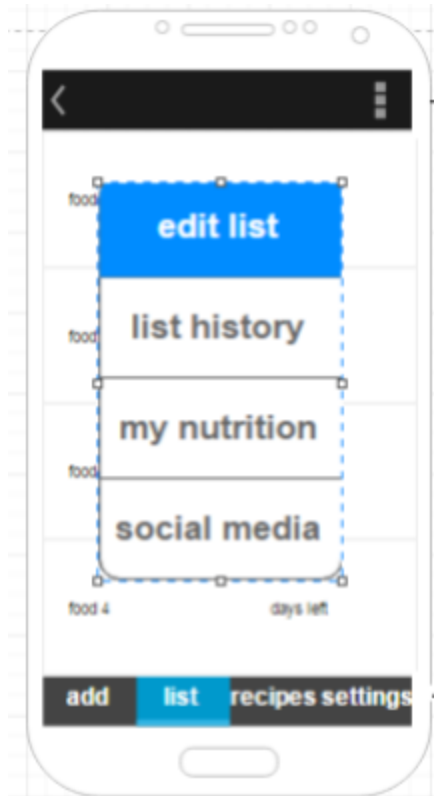 food
edit list
food
list history
my nutrition
food
social media
food 4 days left
add list recipes settings